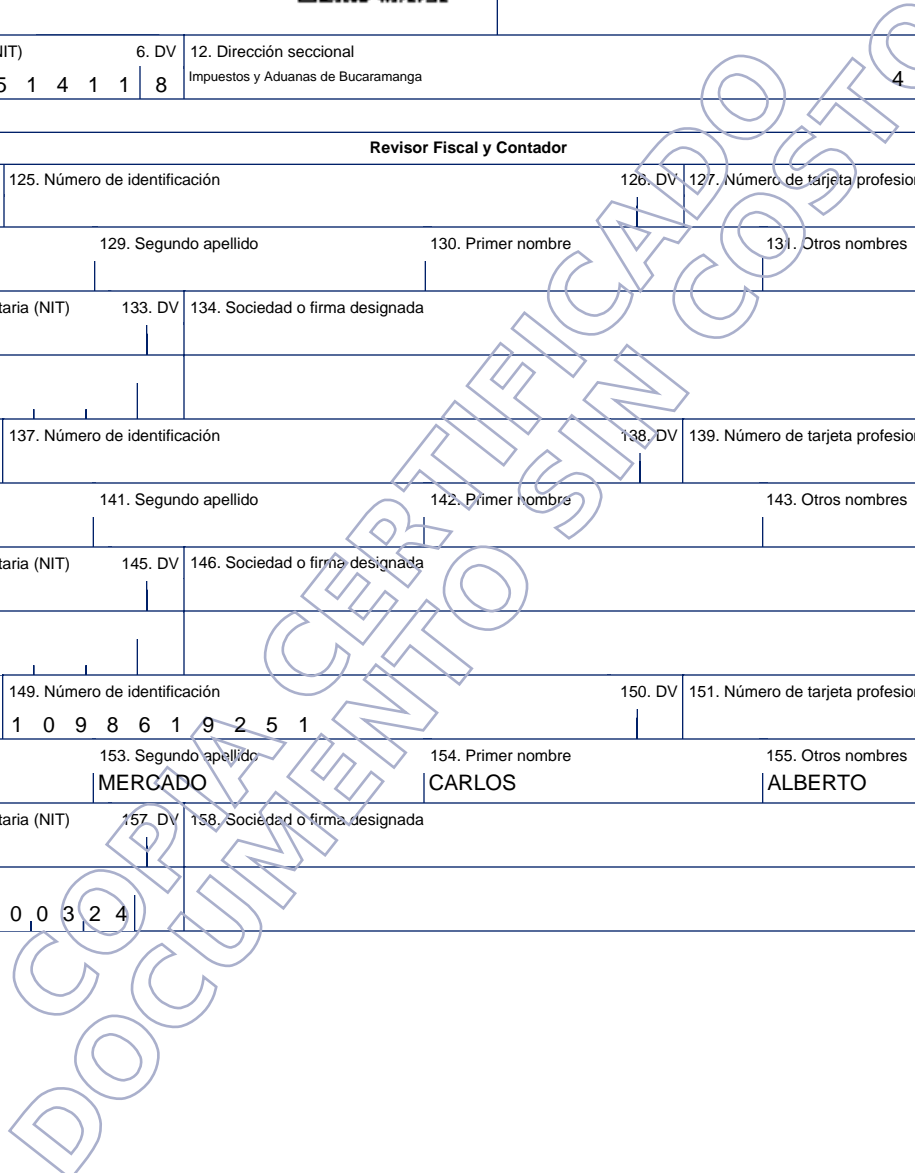 NIT) 6. DV 12. Dirección seccional
5 1 4 1 1 8 Impuestos y Aduanas de Bucaramanga 4
Revisor Fiscal y Contador
125. Número de identificación 126. DV 127. Número de tarjeta profesion
129. Segundo apellido 130. Primer nombre 131. Otros nombres
taria (NIT) 133. DV 134. Sociedad o firma designada
137. Número de identificación 138. DV 139. Número de tarjeta profesion
141. Segundo apellido 142. Primer nombre 143. Otros nombres
taria (NIT) 145. DV 146. Sociedad o firma designada
149. Número de identificación 150. DV 151. Número de tarjeta profesion
1 0 9 8 6 1 9 2 5 1
153. Segundo apellido 154. Primer nombre 155. Otros nombres
MERCADO CARLOS ALBERTO
taria (NIT) 157. DV 158. Sociedad o firma designada
0 0 3 2 4
COPIA CERTIFICADO
DOCUMENTO SIN COSTO